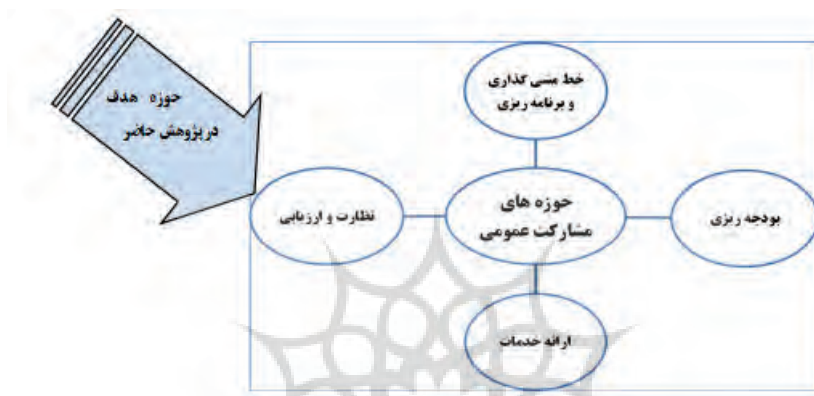 حوزه هدف
در پژوهش حاضر
خط مشی گذاری
و برنامه ریزی
حوزه های
مشارکت عمومی
بودجه ریزی
نظارت و ارزیابی
ارائه خدمات